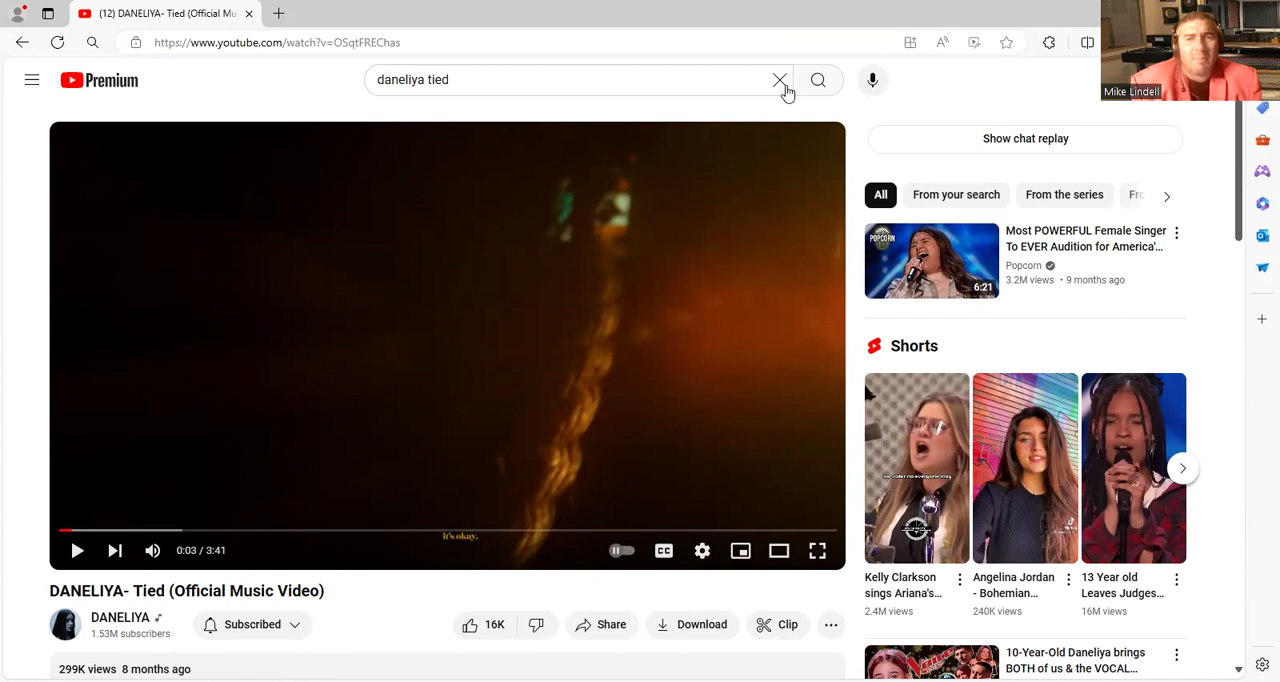 (12) DANELIYA- Tied (Official Mu
https://www.youtube.com/watch?v=OSqtFREChas
Mike Lindell
Premium
daneliya tied
Show chat replay
All
From your search
From the series
Fro
POPCORN
6:21
Most POWERFUL Female Singer
To EVER Audition for America'...
Popcorn
3.2M views • 9 months ago
Shorts
it's okay.
0:03 / 3:41
CC
Kelly Clarkson
sings Ariana's...
2.4M views
Angelina Jordan
- Bohemian...
240K views
13 Year old
Leaves Judges...
16M views
DANELIYA- Tied (Official Music Video)
DANELIYA
1.53M subscribers
Subscribed
16K
Share
Download
Clip
299K views 8 months ago
10-Year-Old Daneliya brings
BOTH of us & the VOCAL...